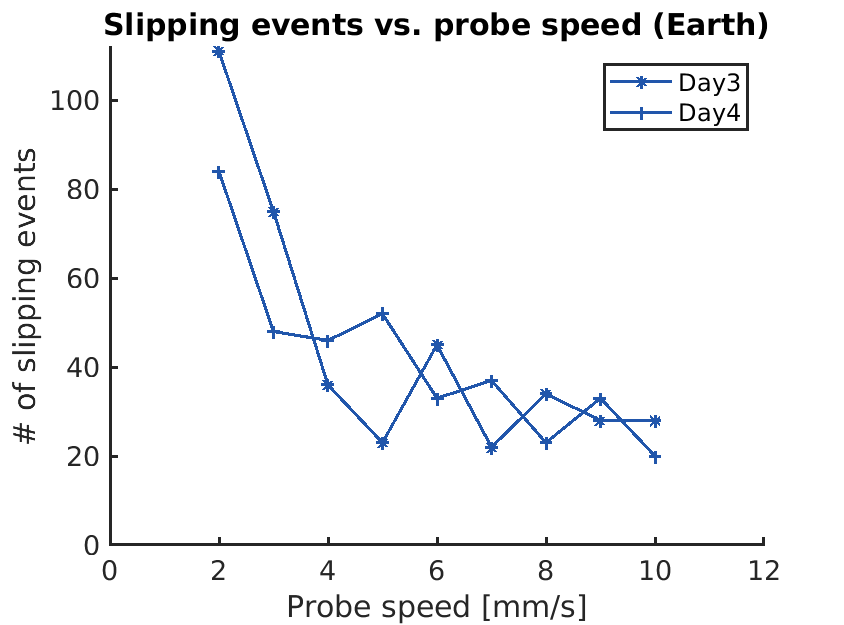 Slipping events vs. probe speed (Earth)
Day3
Day4
# of slipping events
100
80
60
40
20
0
0 2 4 6 8 10 12
Probe speed [mm/s]